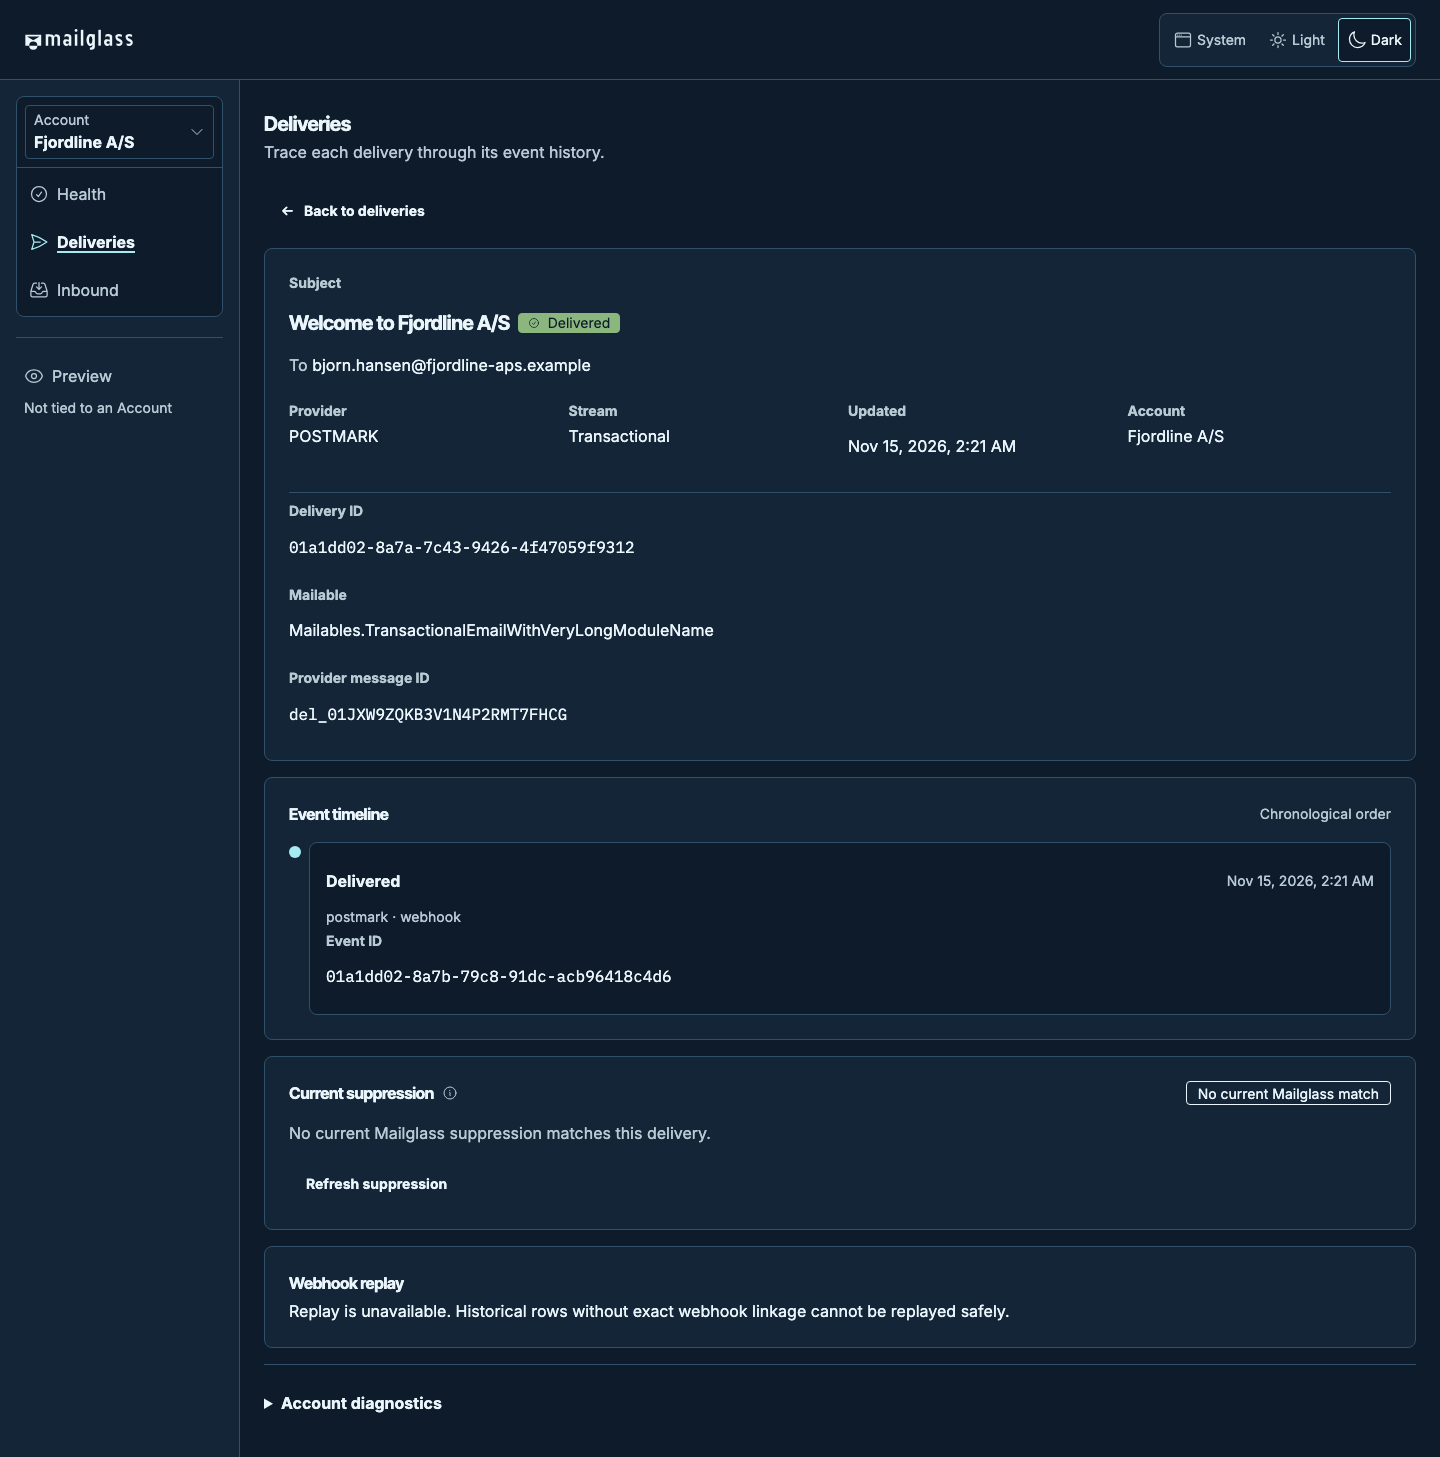 mailglass
System
Light
Dark
Account
Fjordline A/S
Health
Deliveries
Inbound
Preview
Not tied to an Account
Deliveries
Trace each delivery through its event history.
Back to deliveries
Subject
Welcome to Fjordline A/S
Delivered
To bjorn.hansen@fjordline-aps.example
Provider
POSTMARK
Stream
Transactional
Updated
Nov 15, 2026, 2:21 AM
Account
Fjordline A/S
Delivery ID
01a1dd02-8a7a-7c43-9426-4f47059f9312
Mailable
Mailables.TransactionalEmailWithVeryLongModuleName
Provider message ID
del_01JXW9ZQKB3V1N4P2RMT7FHCG
Event timeline
Chronological order
Delivered
Nov 15, 2026, 2:21 AM
postmark · webhook
Event ID
01a1dd02-8a7b-79c8-91dc-acb96418c4d6
Current suppression
No current Mailglass match
No current Mailglass suppression matches this delivery.
Refresh suppression
Webhook replay
Replay is unavailable. Historical rows without exact webhook linkage cannot be replayed safely.
Account diagnostics